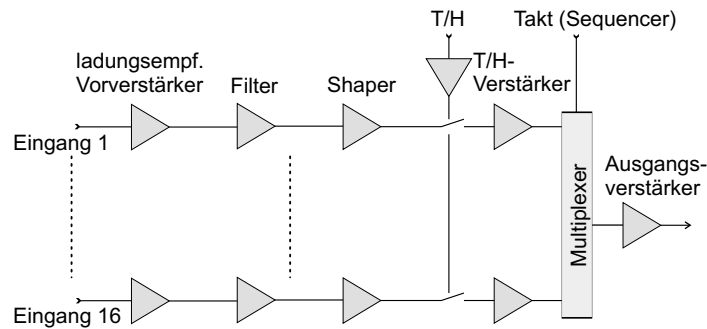 T/H
Takt (Sequencer)
ladungsempf.
Vorverstärker
Filter
Shaper
T/H-
Verstärker
Eingang 1
Multiplexer
Ausgangs-
verstärker
Eingang 16